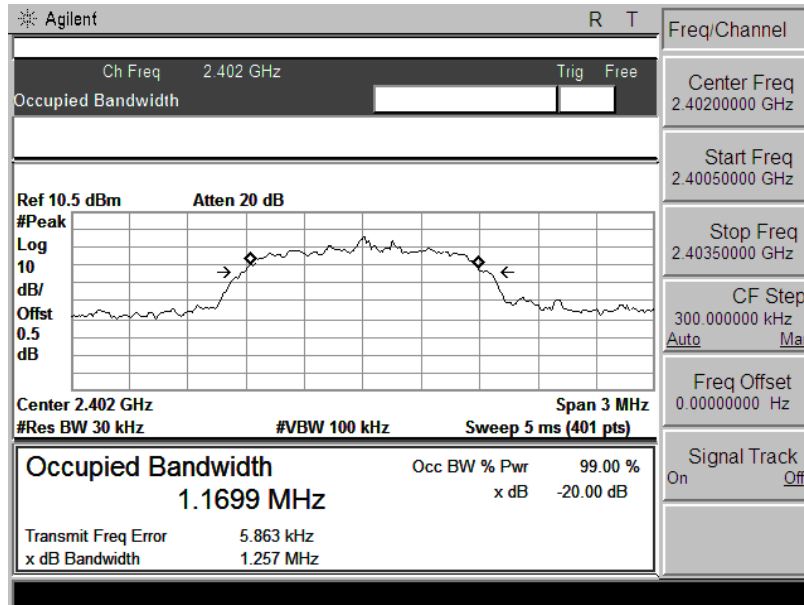 Agilent R T
Freq/Channel
Ch Freq 2.402 GHz Trig Free
Occupied Bandwidth
Center Freq
2.40200000 GHz
Start Freq
2.40050000 GHz
Stop Freq
2.40350000 GHz
CF Step
300.000000 kHz
Auto Mar
Freq Offset
0.00000000 Hz
Signal Track
On Off
Ref 10.5 dBm Atten 20 dB
#Peak
Log
10
dB/
Offst
0.5
dB
Center 2.402 GHz Span 3 MHz
#Res BW 30 kHz #VBW 100 kHz Sweep 5 ms (401 pts)
Occupied Bandwidth Occ BW % Pwr 99.00 %
1.1699 MHz x dB -20.00 dB
Transmit Freq Error 5.863 kHz
x dB Bandwidth 1.257 MHz